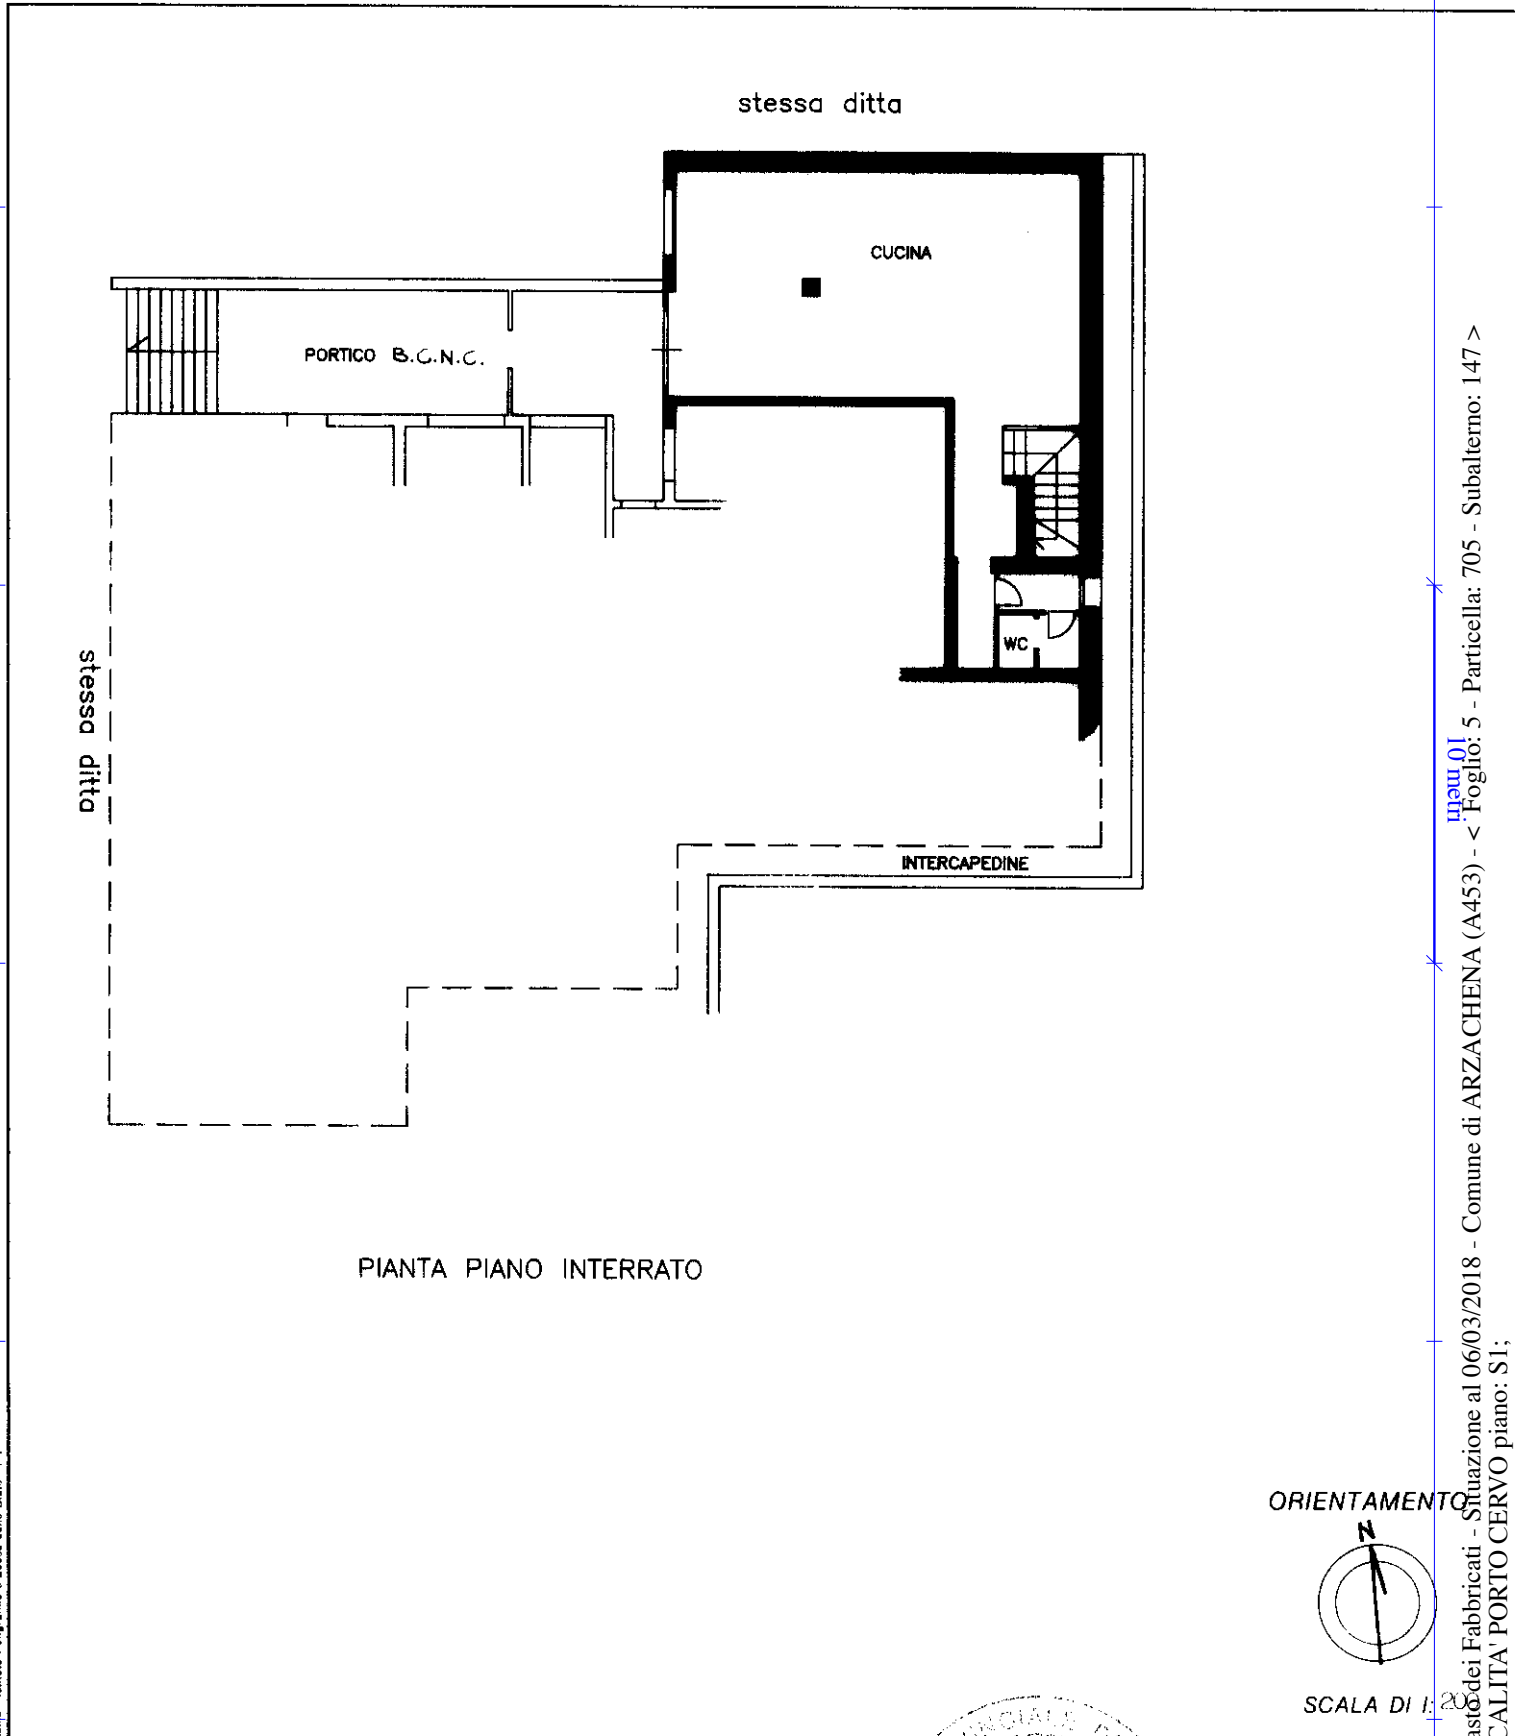 stessa ditta
CUCINA
PORTICO B.C.N.C.
WC
stessa ditta
INTERCAPEDINE
PIANTA PIANO INTERRATO
10 metri
dei Fabbricati - Situazione al 06/03/2018 - Comune di ARZACHENA (A453) - < Foglio: 5 - Particella: 705 - Subalterno: 147 >
PORTO CERVO piano: S1;
ORIENTAMENTO
N
SCALA DI 1: 200